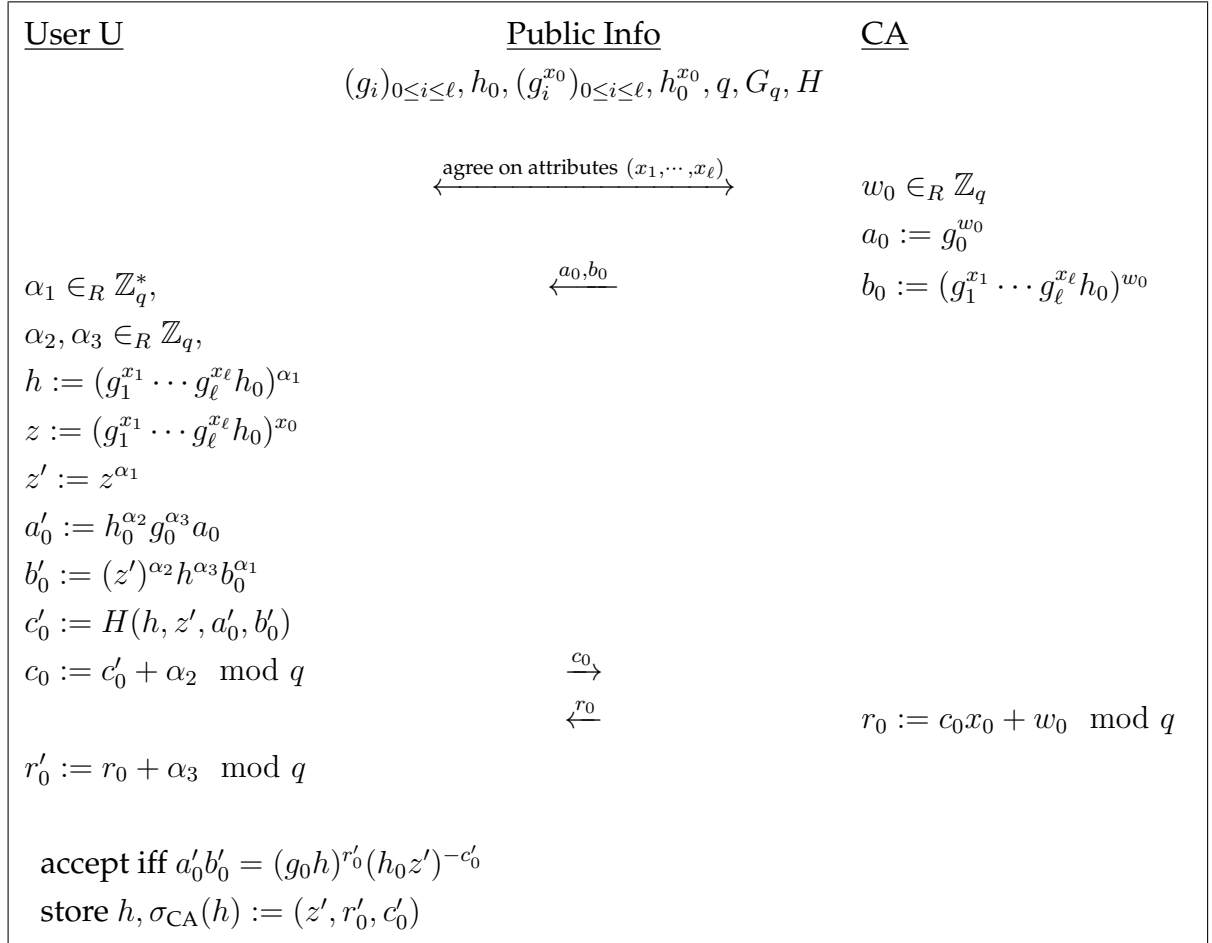 User U Public Info CA
(g_i)_{0≤i≤ℓ}, h_0, (g_i^{x_0})_{0≤i≤ℓ}, h_0^{x_0}, q, G_q, H
agree on attributes (x_1,⋯,x_ℓ) w_0 ∈_R ℤ_q
a_0 := g_0^{w_0}
α_1 ∈_R ℤ_q^*, a_0,b_0 b_0 := (g_1^{x_1} ⋯ g_ℓ^{x_ℓ} h_0)^{w_0}
α_2, α_3 ∈_R ℤ_q,
h := (g_1^{x_1} ⋯ g_ℓ^{x_ℓ} h_0)^{α_1}
z := (g_1^{x_1} ⋯ g_ℓ^{x_ℓ} h_0)^{x_0}
z′ := z^{α_1}
a′_0 := h_0^{α_2} g_0^{α_3} a_0
b′_0 := (z′)^{α_2} h^{α_3} b_0^{α_1}
c′_0 := H(h, z′, a′_0, b′_0)
c_0 := c′_0 + α_2 mod q c_0
r_0 r_0 := c_0 x_0 + w_0 mod q
r′_0 := r_0 + α_3 mod q
accept iff a′_0 b′_0 = (g_0 h)^{r′_0} (h_0 z′)^{−c′_0}
store h, σ_{CA}(h) := (z′, r′_0, c′_0)